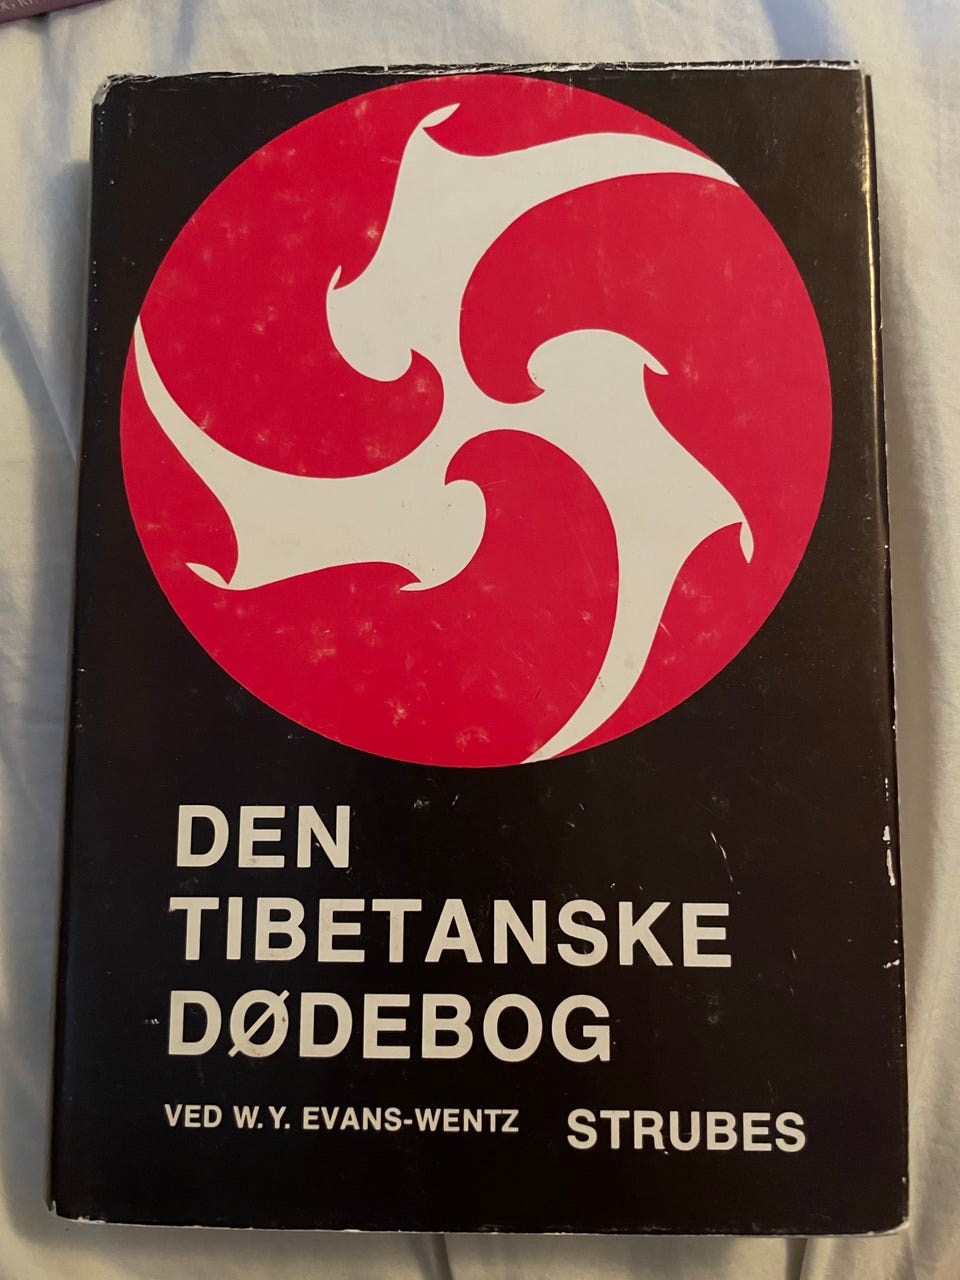 DEN
TIBETANSKE
DØDEBOG
VED W. Y. EVANS-WENTZ
STRUBES